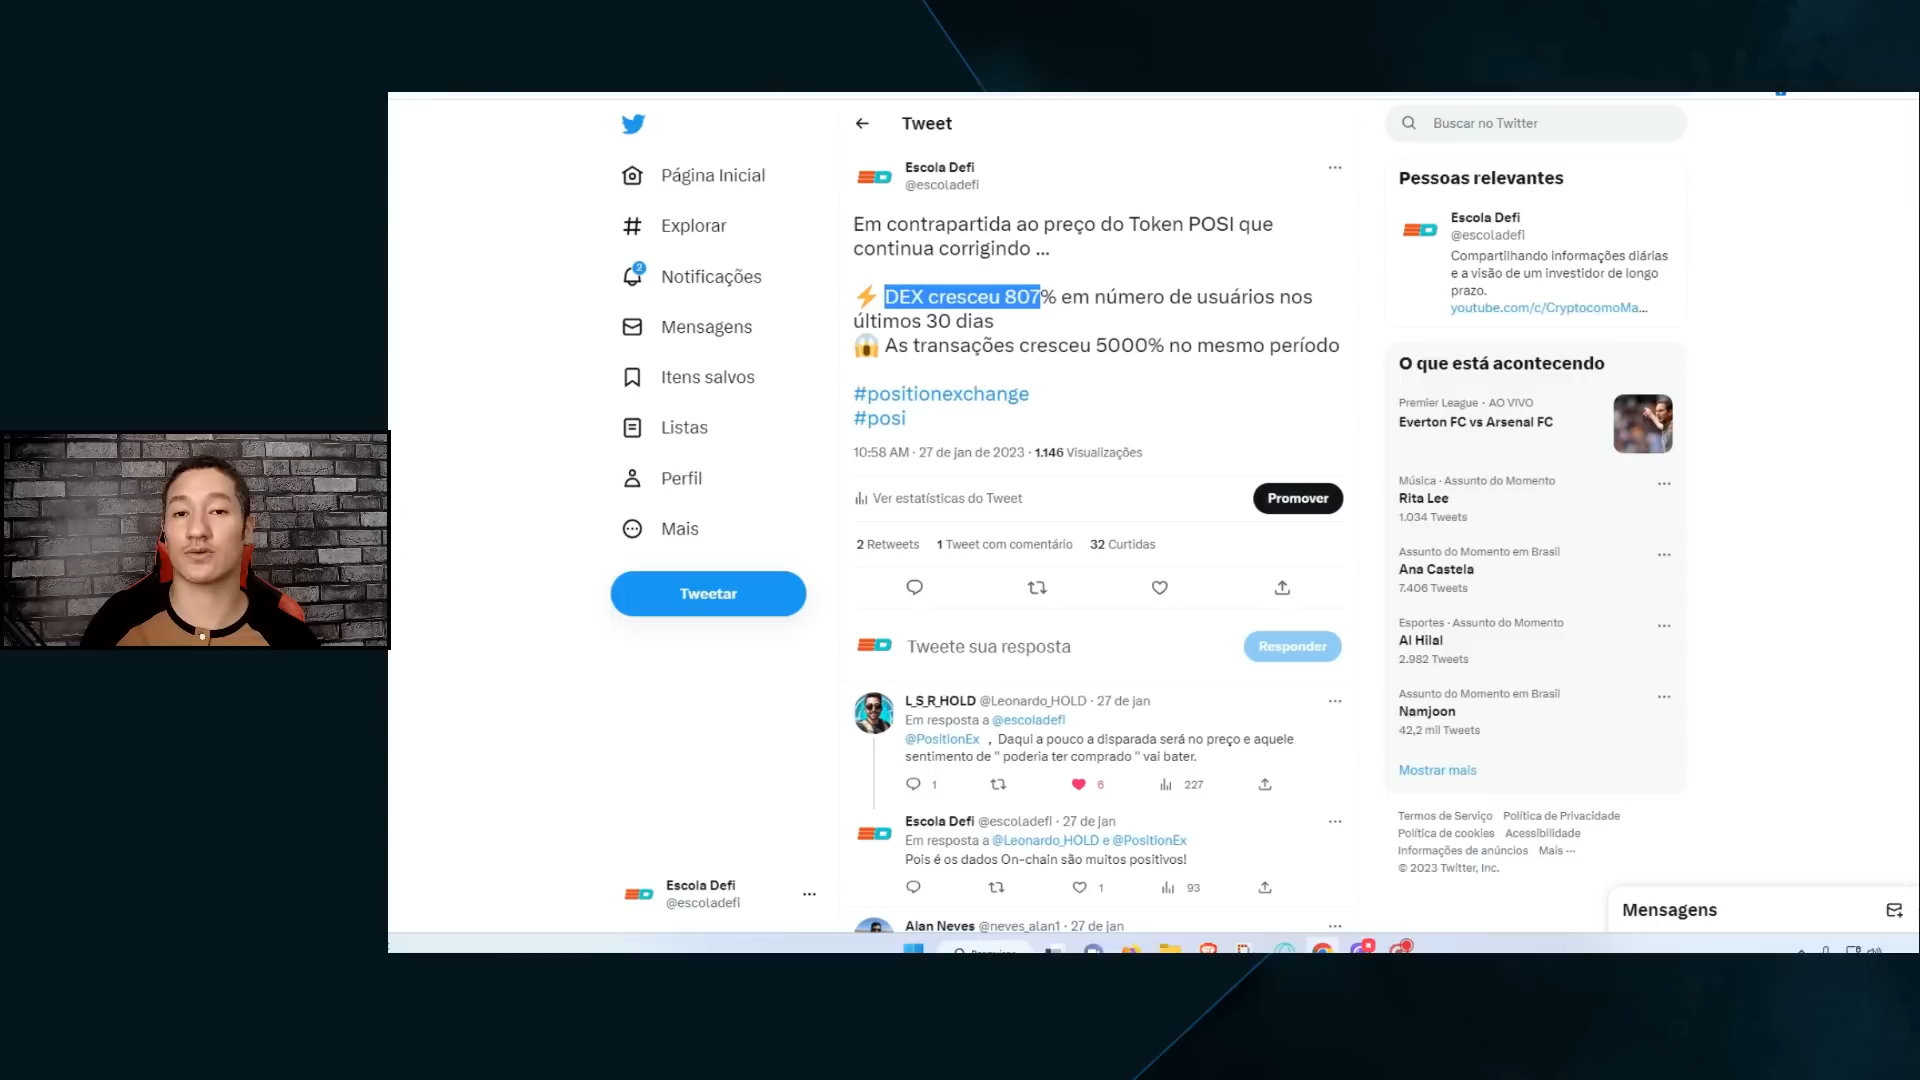 Página Inicial
Explorar
2
Notificações
Mensagens
Itens salvos
Listas
Perfil
Mais
Tweetar
Escola Defi
@escoladefi
Tweet
Escola Defi
@escoladefi
Em contrapartida ao preço do Token POSI que
continua corrigindo ...
⚡ DEX cresceu 807% em número de usuários nos
últimos 30 dias
😱 As transações cresceu 5000% no mesmo período
#positionexchange
#posi
10:58 AM · 27 de jan de 2023 · 1.146 Visualizações
Ver estatísticas do Tweet
Promover
2 Retweets 1 Tweet com comentário 32 Curtidas
Tweete sua resposta
Responder
L_S_R_HOLD @Leonardo_HOLD · 27 de jan
Em resposta a @escoladefi
@PositionEx , Daqui a pouco a disparada será no preço e aquele
sentimento de " poderia ter comprado " vai bater.
1 6 227
Escola Defi @escoladefi · 27 de jan
Em resposta a @Leonardo_HOLD e @PositionEx
Pois é os dados On-chain são muitos positivos!
1 93
Alan Neves @neves_alan1 · 27 de jan
Buscar no Twitter
Pessoas relevantes
Escola Defi
@escoladefi
Compartilhando informações diárias
e a visão de um investidor de longo
prazo.
youtube.com/c/CryptocomoMa...
O que está acontecendo
Premier League · AO VIVO
Everton FC vs Arsenal FC
Música · Assunto do Momento
Rita Lee
1.034 Tweets
Assunto do Momento em Brasil
Ana Castela
7.406 Tweets
Esportes · Assunto do Momento
Al Hilal
2.982 Tweets
Assunto do Momento em Brasil
Namjoon
42,2 mil Tweets
Mostrar mais
Termos de Serviço Política de Privacidade
Política de cookies Acessibilidade
Informações de anúncios Mais ...
© 2023 Twitter, Inc.
Mensagens